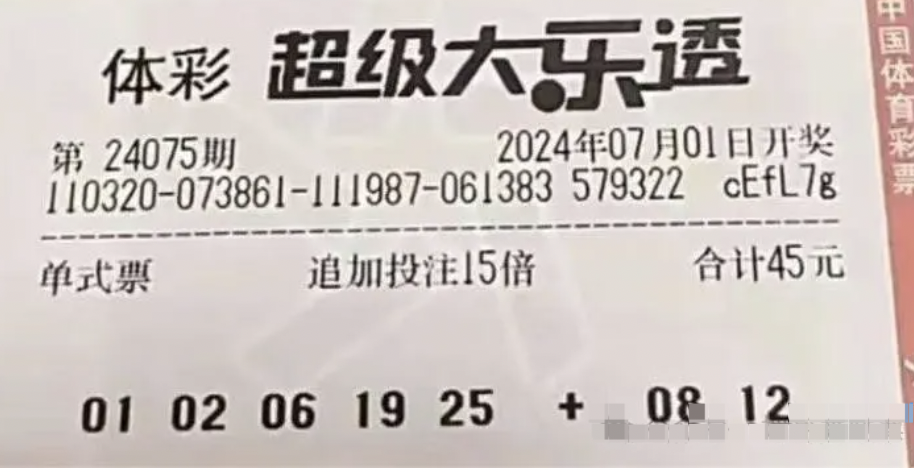 体彩 超级大乐透
第 24075期 2024年07月01日开奖
110320-073861-111987-061383 579322 cEfL7g
单式票 追加投注15倍 合计45元
01 02 06 19 25 + 08 12
中国体育彩票